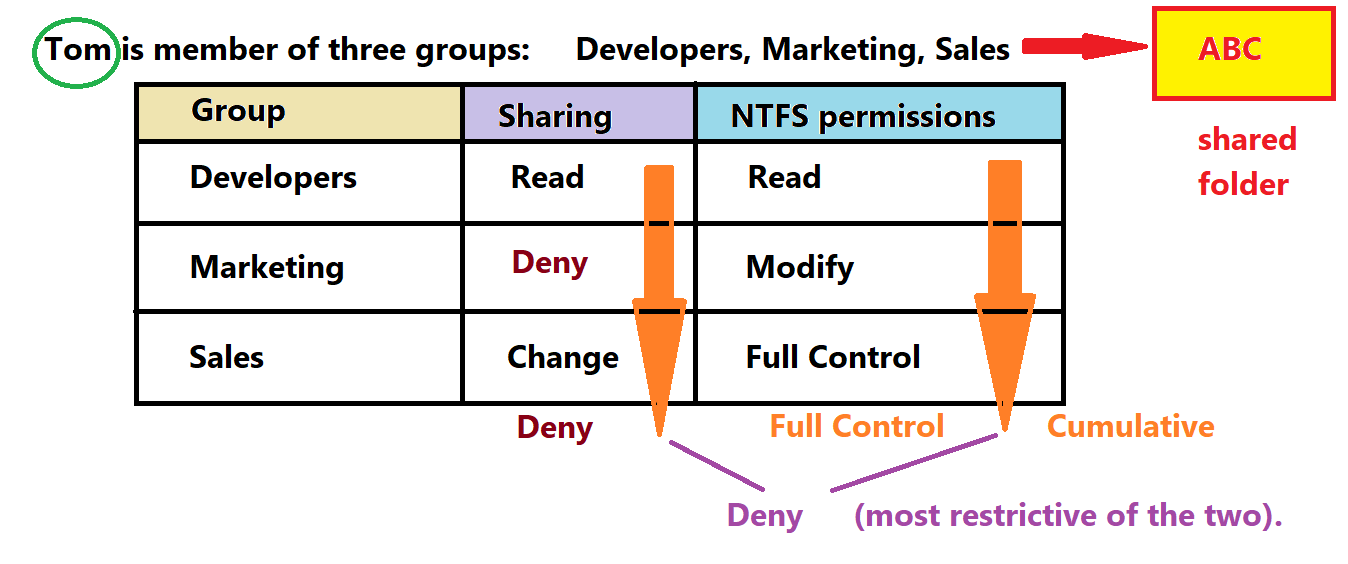 Tom is member of three groups: Developers, Marketing, Sales ABC
shared
folder
Group Sharing NTFS permissions
Developers Read Read
Marketing Deny Modify
Sales Change Full Control
Deny Full Control Cumulative
Deny (most restrictive of the two).